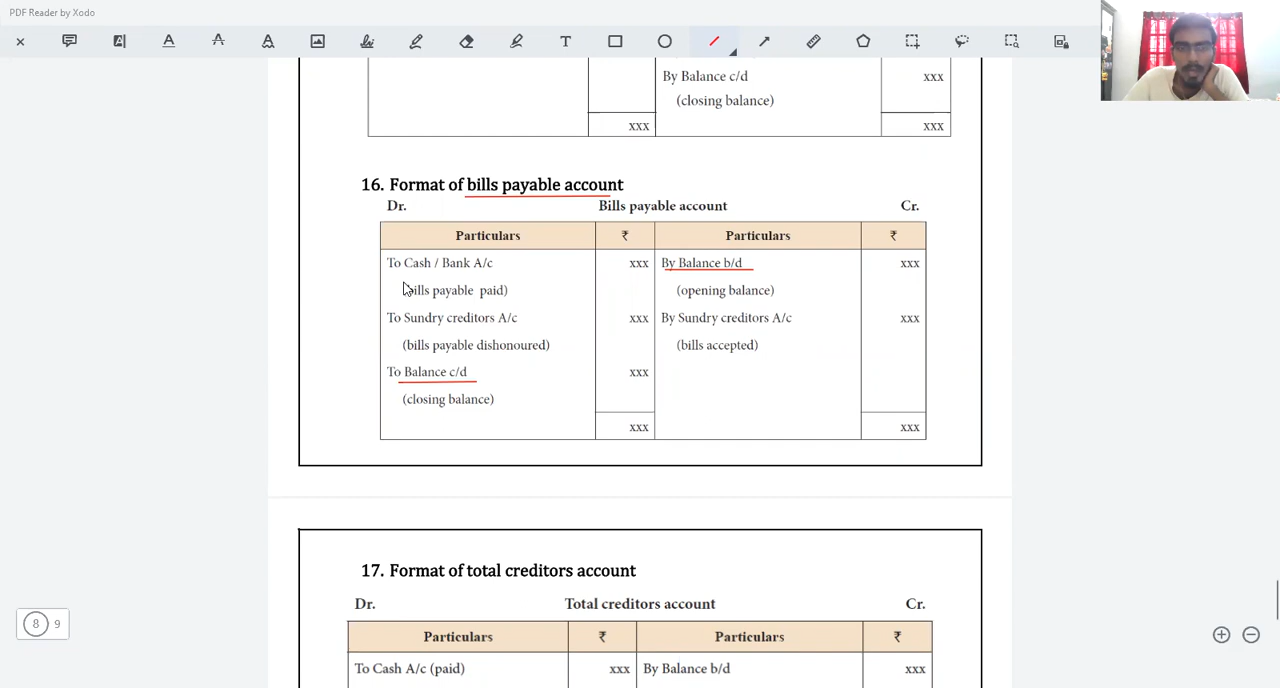 PDF Reader by Xodo
By Balance c/d xxx
(closing balance)
xxx xxx
16. Format of bills payable account
Dr. Bills payable account Cr.
Particulars ₹ Particulars ₹
To Cash / Bank A/c xxx By Balance b/d xxx
(bills payable paid) (opening balance)
To Sundry creditors A/c xxx By Sundry creditors A/c xxx
(bills payable dishonoured) (bills accepted)
To Balance c/d xxx
(closing balance)
xxx xxx
17. Format of total creditors account
Dr. Total creditors account Cr.
Particulars ₹ Particulars ₹
To Cash A/c (paid) xxx By Balance b/d xxx
8 9